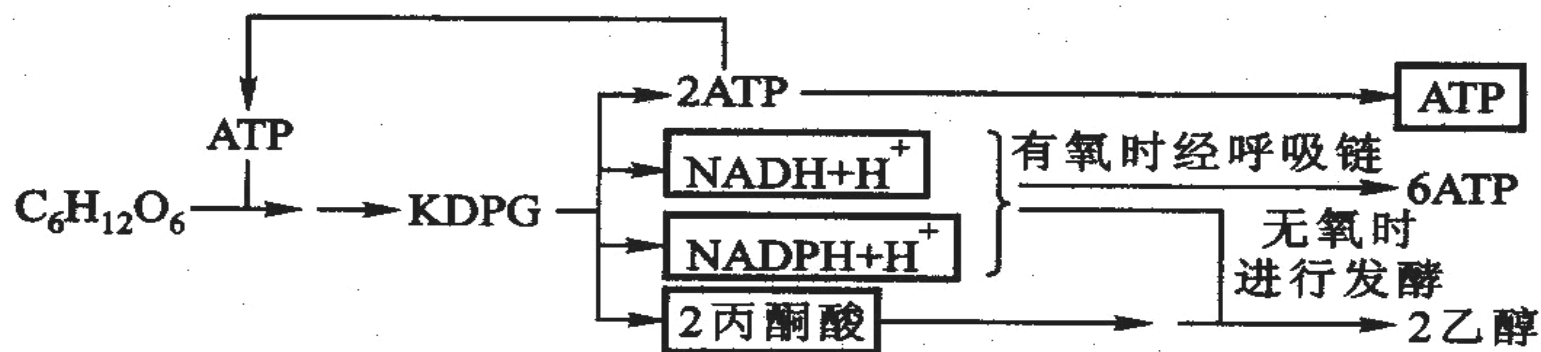 2ATP
ATP
ATP
NADH+H⁺
有氧时经呼吸链
C₆H₁₂O₆
KDPG
6ATP
NADPH+H⁺
无氧时
进行发酵
2丙酮酸
2乙醇